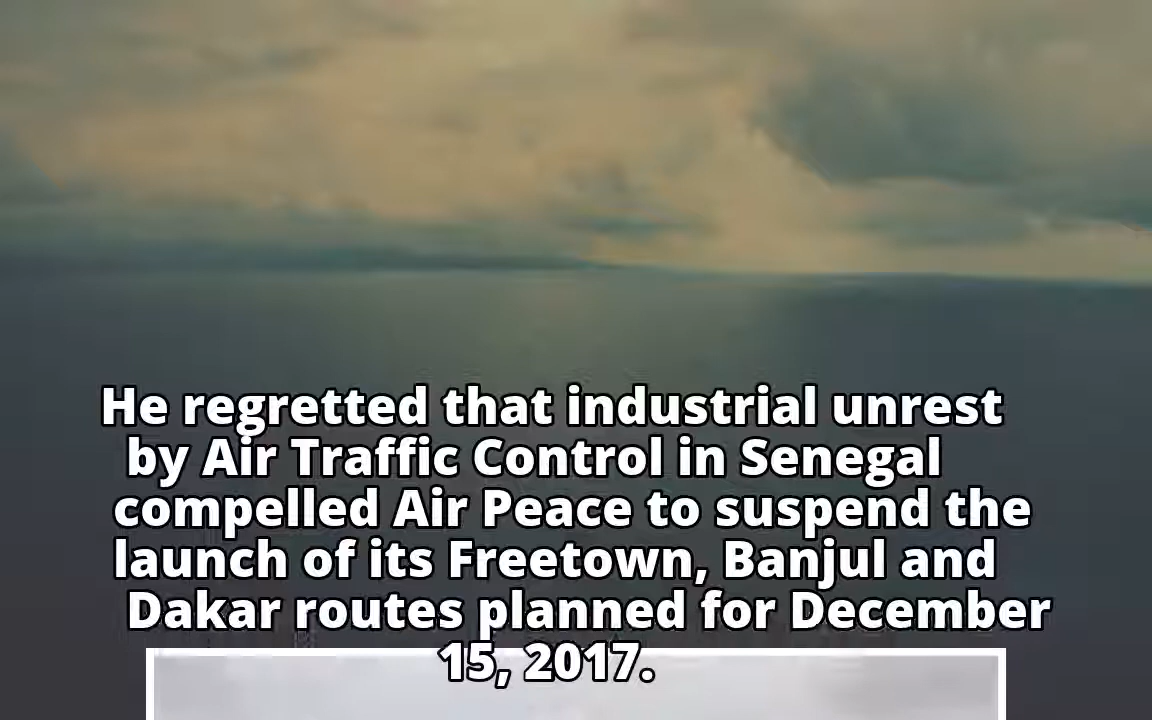 He regretted that industrial unrest
by Air Traffic Control in Senegal
compelled Air Peace to suspend the
launch of its Freetown, Banjul and
Dakar routes planned for December
15, 2017.